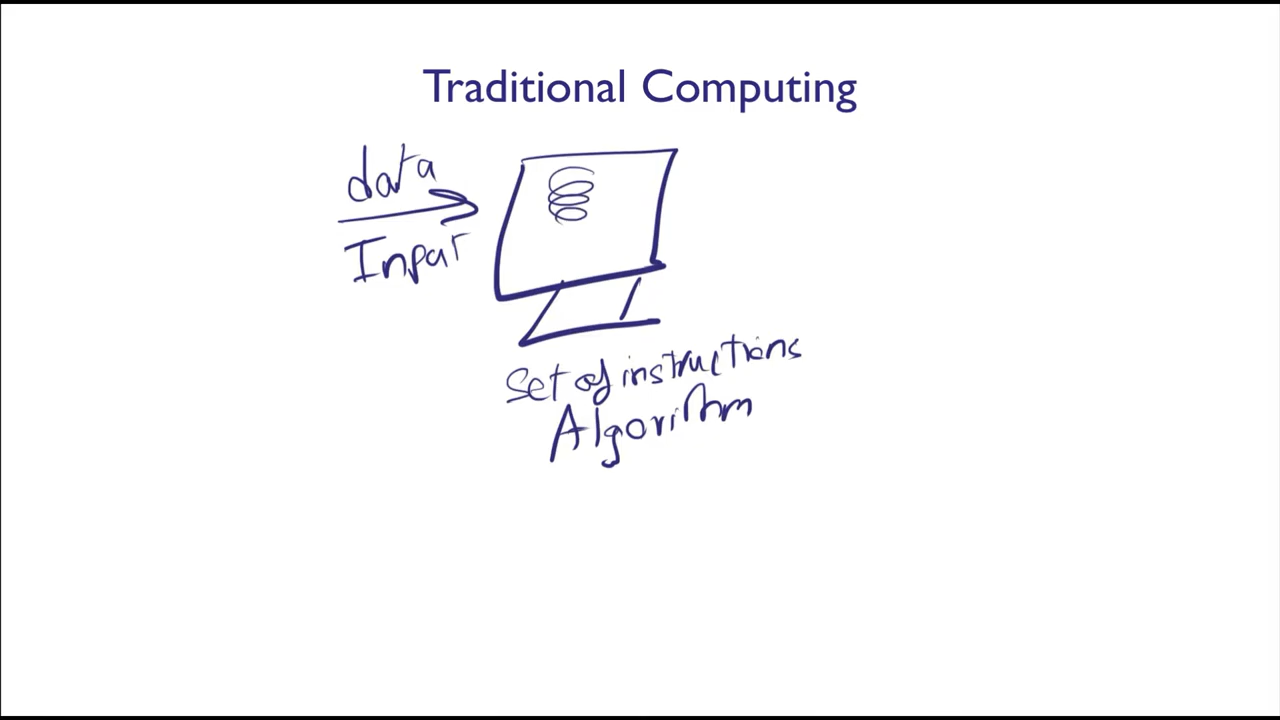 Traditional Computing
data
Input
Set of instructions
Algorithm